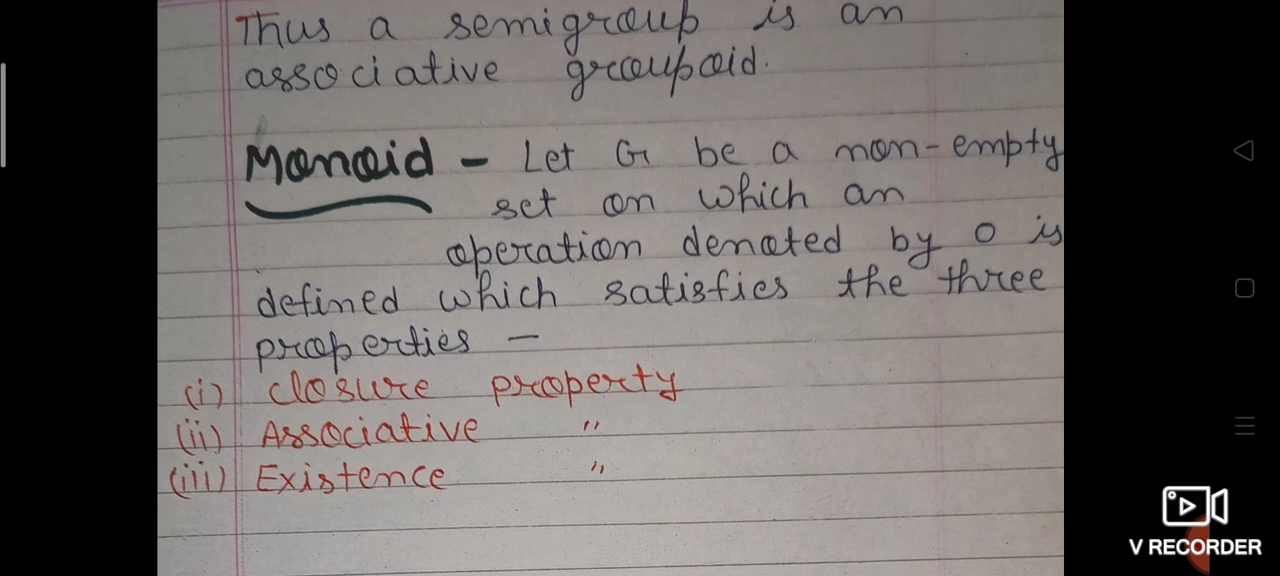 Thus a semigroup is an
associative groupoid.
Monoid - Let G be a non-empty
set on which an
operation denoted by o is
defined which satisfies the three
properties -
(i) Closure property
(ii) Associative "
(iii) Existence "
V RECORDER